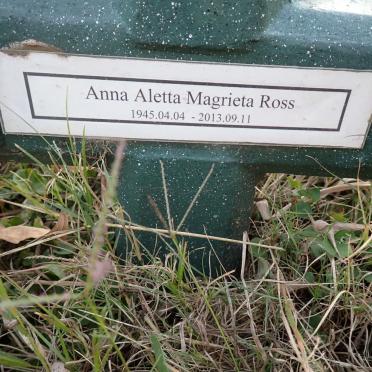 Anna Aletta Magrieta Ross
1945.04.04 - 2013.09.11